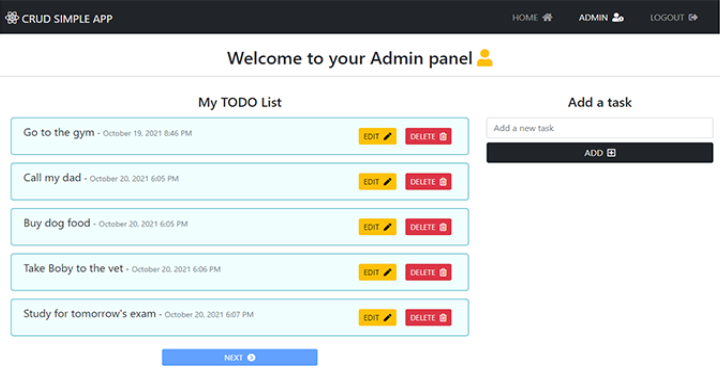 CRUD SIMPLE APP
HOME
ADMIN
LOGOUT
Welcome to your Admin panel
My TODO List
Go to the gym - October 19, 2021 8:46 PM
EDIT
DELETE
Call my dad - October 20, 2021 6:05 PM
EDIT
DELETE
Buy dog food - October 20, 2021 6:05 PM
EDIT
DELETE
Take Boby to the vet - October 20, 2021 6:06 PM
EDIT
DELETE
Study for tomorrow's exam - October 20, 2021 6:07 PM
EDIT
DELETE
NEXT
Add a task
Add a new task
ADD